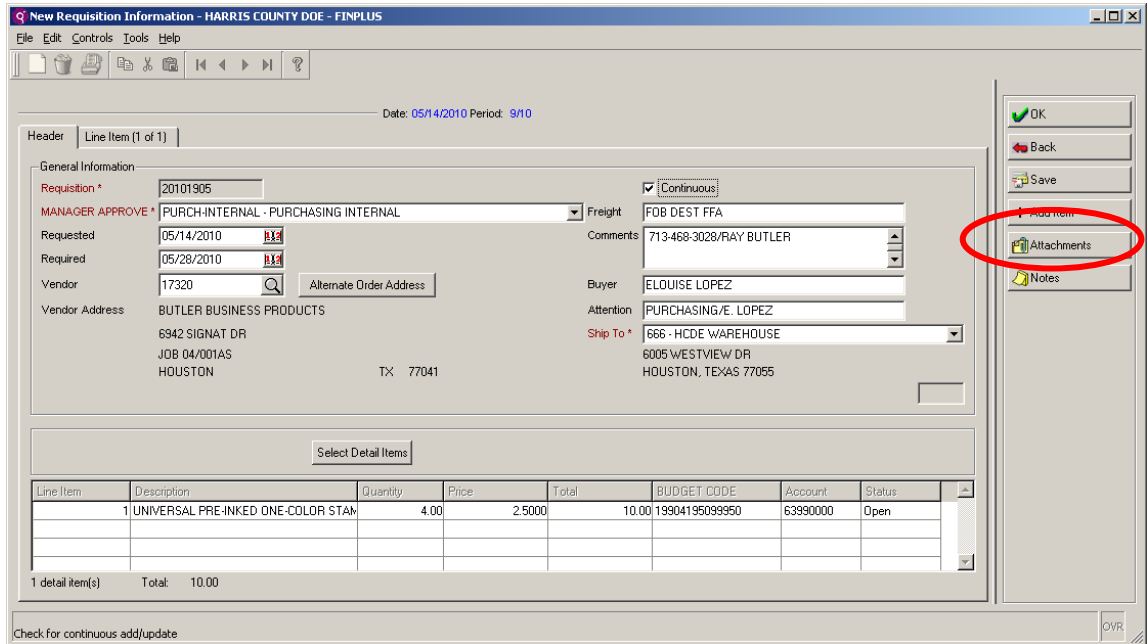 New Requisition Information - HARRIS COUNTY DOE - FINPLUS
File Edit Controls Tools Help
Date: 05/14/2010 Period: 9/10
Header Line Item (1 of 1)
General Information
Requisition * 20101905 Continuous
MANAGER APPROVE * PURCH-INTERNAL - PURCHASING INTERNAL Freight FOB DEST FFA
Requested 05/14/2010 Comments 713-468-3028/RAY BUTLER
Required 05/28/2010
Vendor 17320 Alternate Order Address Buyer ELOUISE LOPEZ
Vendor Address BUTLER BUSINESS PRODUCTS Attention PURCHASING/E. LOPEZ
6942 SIGNAT DR Ship To * 666 - HCDE WAREHOUSE
JOB 04/001AS 6005 WESTVIEW DR
HOUSTON TX 77041 HOUSTON, TEXAS 77055
Select Detail Items
Line Item Description Quantity Price Total BUDGET CODE Account Status
1 UNIVERSAL PRE-INKED ONE-COLOR STAM 4.00 2.5000 10.00 19904195099950 63990000 Open
1 detail item(s) Total: 10.00
OK
Back
Save
Add Item
Attachments
Notes
Check for continuous add/update OVR